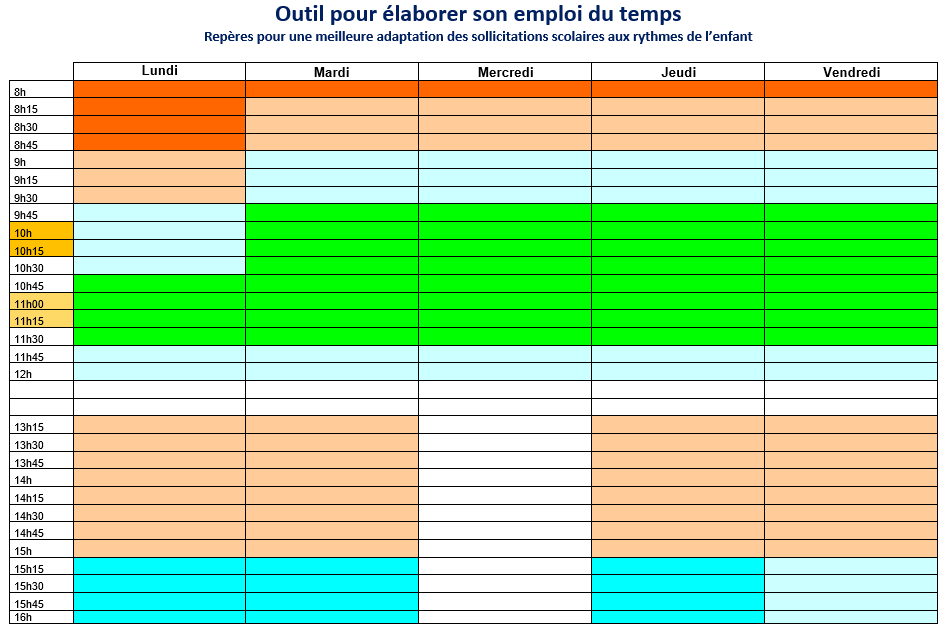 Outil pour élaborer son emploi du temps
Repères pour une meilleure adaptation des sollicitations scolaires aux rythmes de l’enfant
Lundi Mardi Mercredi Jeudi Vendredi
8h
8h15
8h30
8h45
9h
9h15
9h30
9h45
10h
10h15
10h30
10h45
11h00
11h15
11h30
11h45
12h
13h15
13h30
13h45
14h
14h15
14h30
14h45
15h
15h15
15h30
15h45
16h